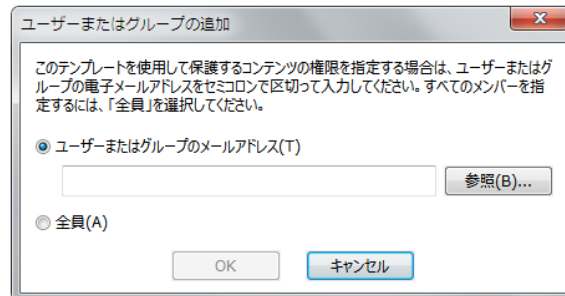 ユーザーまたはグループの追加
このテンプレートを使用して保護するコンテンツの権限を指定する場合は、ユーザーまたはグ
ループの電子メールアドレスをセミコロンで区切って入力してください。すべてのメンバーを指
定するには、「全員」を選択してください。
ユーザーまたはグループのメールアドレス(T)
参照(B)...
全員(A)
OK キャンセル